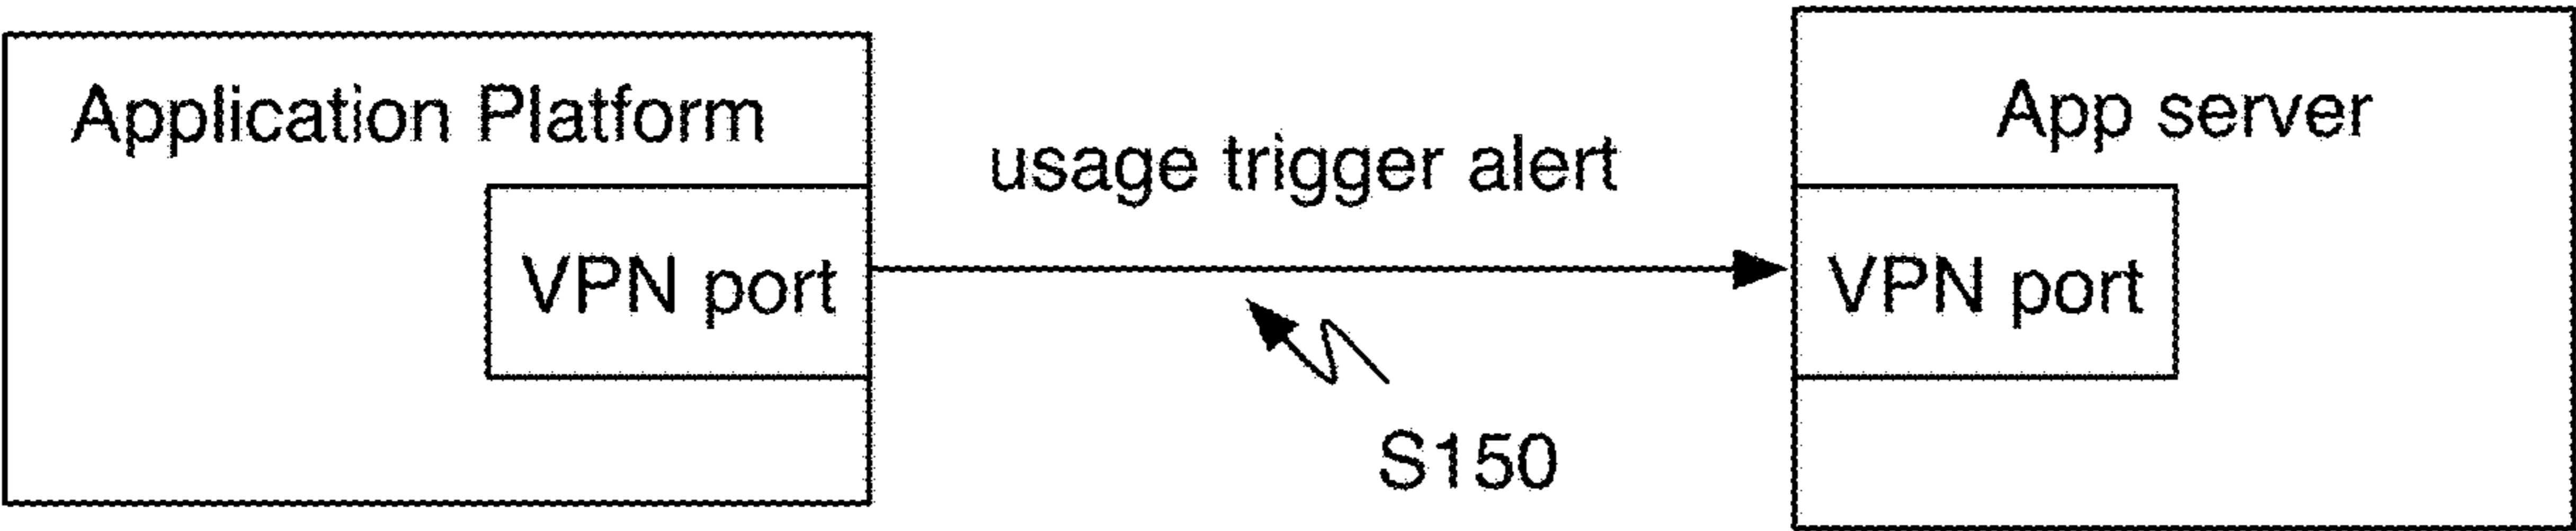 Application Platform
App server
usage trigger alert
VPN port
VPN port
S150